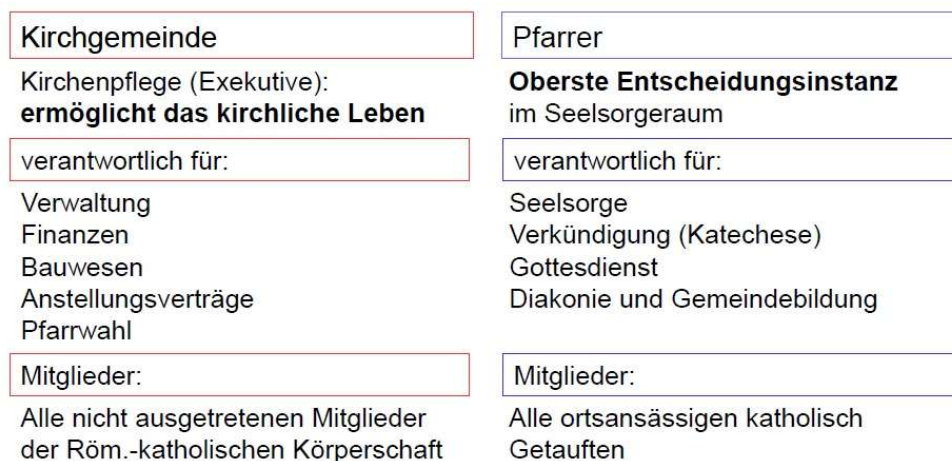 Kirchgemeinde
Kirchenpflege (Exekutive):
ermöglicht das kirchliche Leben
verantwortlich für:
Verwaltung
Finanzen
Bauwesen
Anstellungsverträge
Pfarrwahl
Mitglieder:
Alle nicht ausgetretenen Mitglieder
der Röm.-katholischen Körperschaft
Pfarrer
Oberste Entscheidungsinstanz
im Seelsorgeraum
verantwortlich für:
Seelsorge
Verkündigung (Katechese)
Gottesdienst
Diakonie und Gemeindebildung
Mitglieder:
Alle ortsansässigen katholisch
Getauften